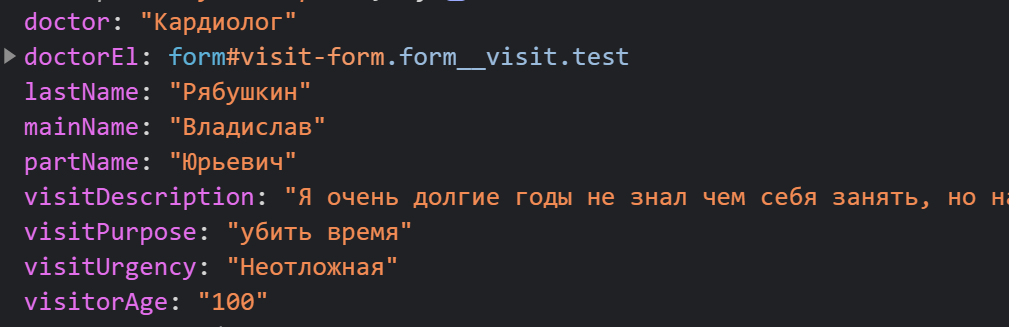 doctor: "Кардиолог"
doctorEl: form#visit-form.form__visit.test
lastName: "Рябушкин"
mainName: "Владислав"
partName: "Юрьевич"
visitDescription: "Я очень долгие годы не знал чем себя занять, но
visitPurpose: "убить время"
visitUrgency: "Неотложная"
visitorAge: "100"